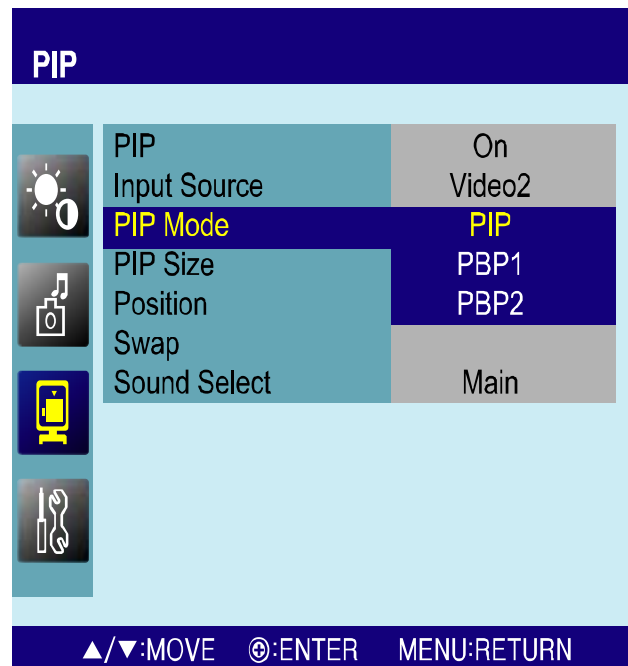 PIP
PIP On
Input Source Video2
PIP Mode PIP
PIP Size PBP1
Position PBP2
Swap
Sound Select Main
▲/▼:MOVE ⊕:ENTER MENU:RETURN